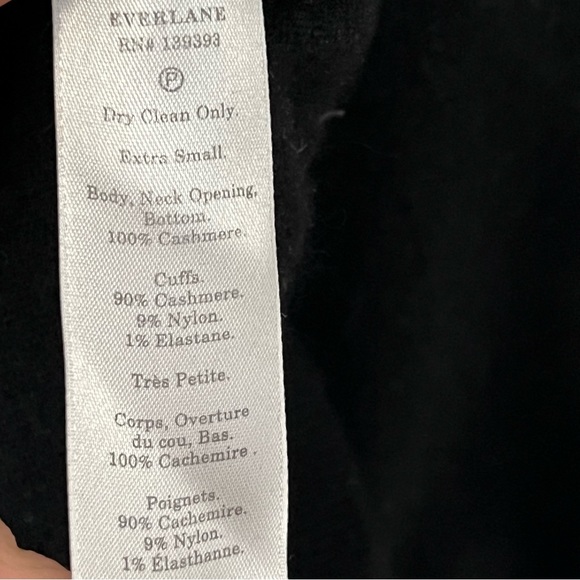 EVERLANE
RN# 139393
P
Dry Clean Only.
Extra Small.
Body, Neck Opening,
Bottom.
100% Cashmere.
Cuffs.
90% Cashmere.
9% Nylon.
1% Elastane.
Très Petite.
Corps, Overture
du cou, Bas.
100% Cachemire.
Poignets.
90% Cachemire.
9% Nylon.
1% Élasthanne.